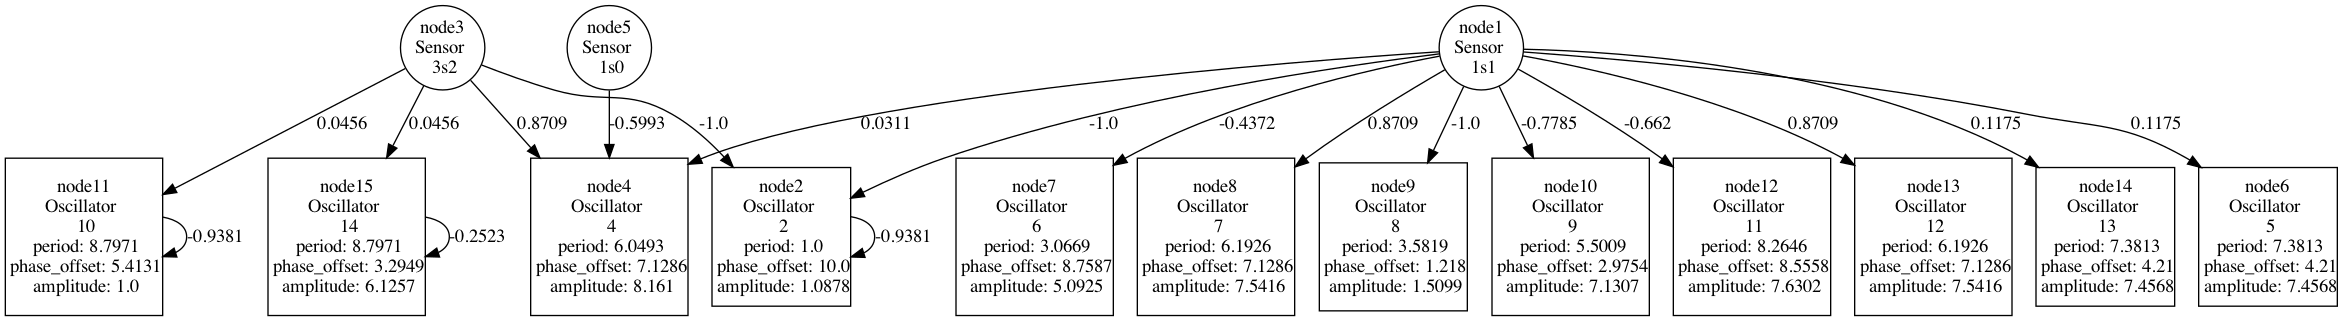 node3
Sensor
3s2
node5
Sensor
1s0
node1
Sensor
1s1
0.0456
0.0456
0.8709
-0.5993
-1.0
0.0311
-1.0
-0.4372
0.8709
-1.0
-0.7785
-0.662
0.8709
0.1175
0.1175
node11
Oscillator
10
period: 8.7971
phase_offset: 5.4131
amplitude: 1.0
-0.9381
node15
Oscillator
14
period: 8.7971
phase_offset: 3.2949
amplitude: 6.1257
-0.2523
node4
Oscillator
4
period: 6.0493
phase_offset: 7.1286
amplitude: 8.161
node2
Oscillator
2
period: 1.0
phase_offset: 10.0
amplitude: 1.0878
-0.9381
node7
Oscillator
6
period: 3.0669
phase_offset: 8.7587
amplitude: 5.0925
node8
Oscillator
7
period: 6.1926
phase_offset: 7.1286
amplitude: 7.5416
node9
Oscillator
8
period: 3.5819
phase_offset: 1.218
amplitude: 1.5099
node10
Oscillator
9
period: 5.5009
phase_offset: 2.9754
amplitude: 7.1307
node12
Oscillator
11
period: 8.2646
phase_offset: 8.5558
amplitude: 7.6302
node13
Oscillator
12
period: 6.1926
phase_offset: 7.1286
amplitude: 7.5416
node14
Oscillator
13
period: 7.3813
phase_offset: 4.21
amplitude: 7.4568
node6
Oscillator
5
period: 7.3813
phase_offset: 4.21
amplitude: 7.4568